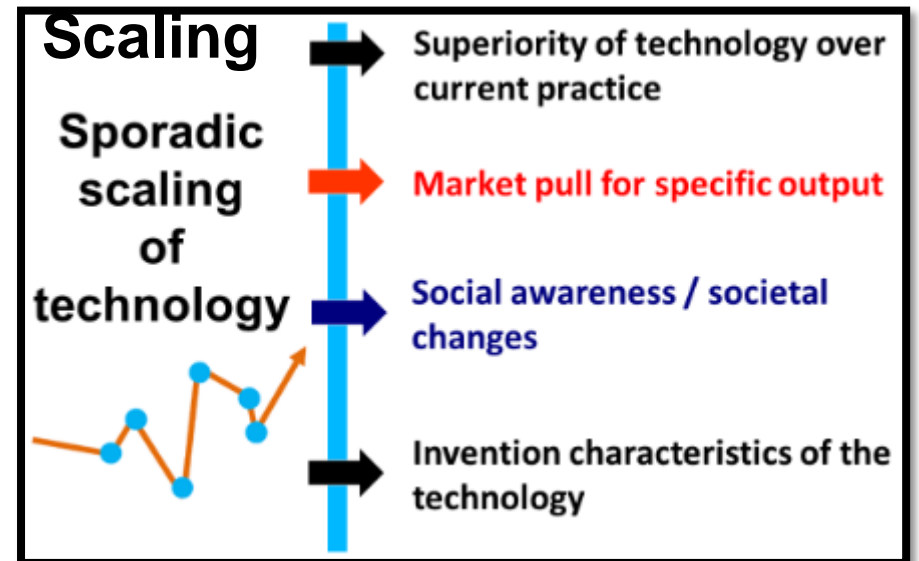 Scaling
Sporadic
scaling
of
technology
Superiority of technology over
current practice
Market pull for specific output
Social awareness / societal
changes
Invention characteristics of the
technology